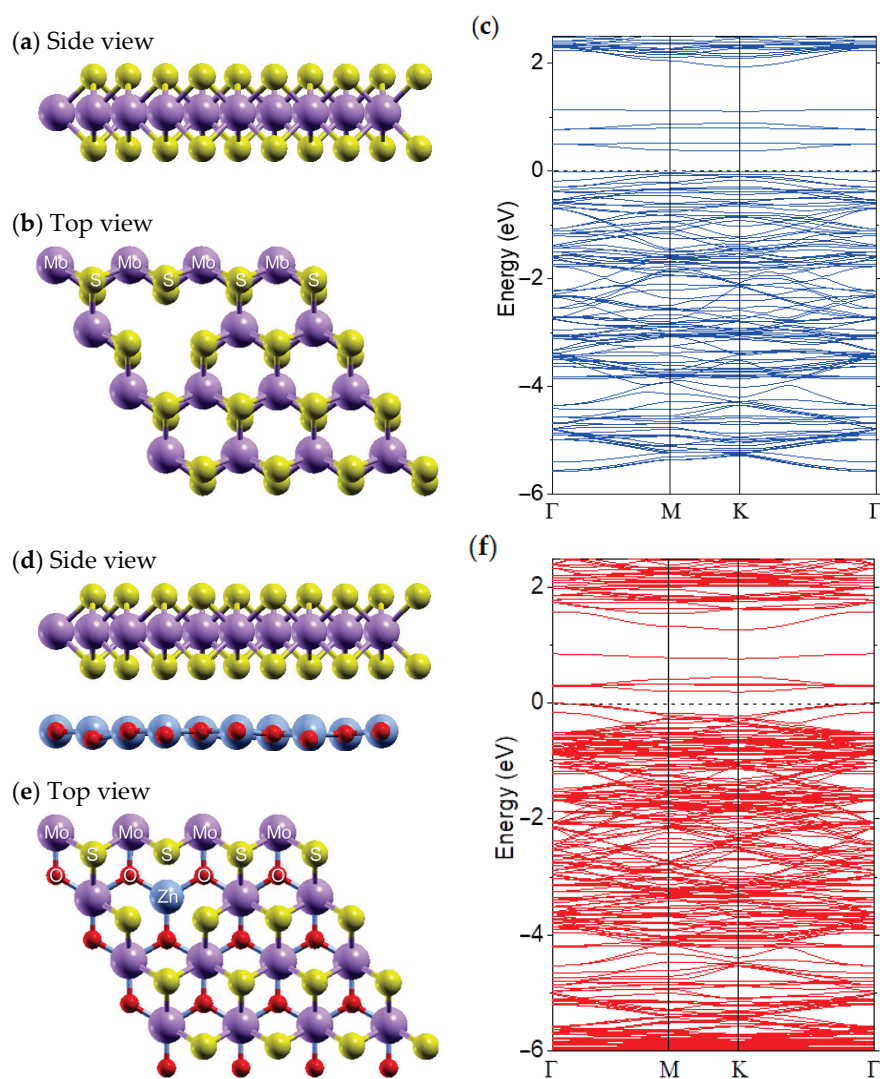 (a) Side view
(b) Top view
Mo Mo Mo Mo
S S S S
(c)
2
0
−2
−4
−6
Energy (eV)
Γ M K Γ
(d) Side view
(e) Top view
Mo Mo Mo Mo
S S S S
O O O O
Zn
(f)
2
0
−2
−4
−6
Energy (eV)
Γ M K Γ